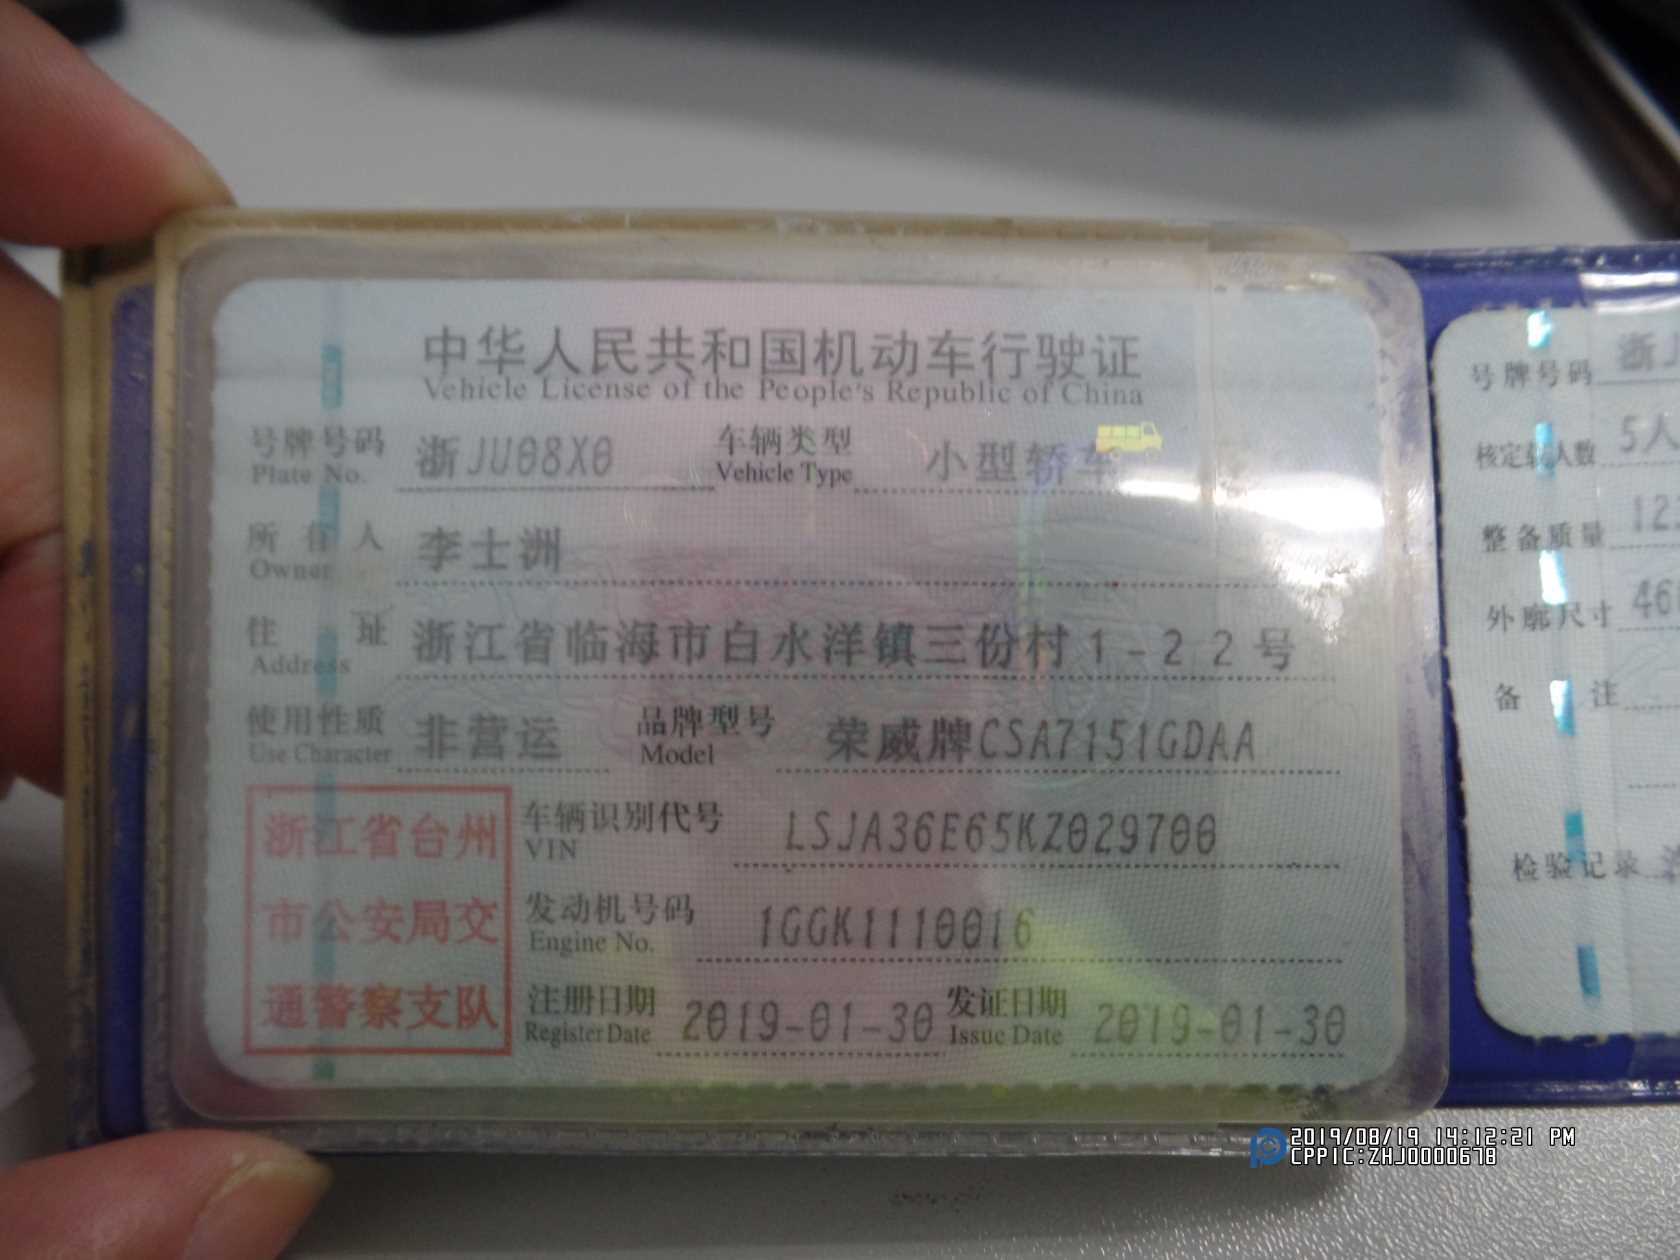 中华人民共和国机动车行驶证
Vehicle License of the People's Republic of China
号牌号码 浙JU08X0 车辆类型 小型轿车
Plate No. Vehicle Type
所有人 李士洲
Owner
住址 浙江省临海市白水洋镇三份村1-22号
Address
使用性质 非营运 品牌型号 荣威牌CSA7151GDAA
Use Character Model
浙江省台州
市公安局交
通警察支队
车辆识别代号 LSJA36E65KZ029700
VIN
发动机号码 1GGK1110016
Engine No.
注册日期 2019-01-30 发证日期 2019-01-30
Register Date Issue Date
号牌号码 浙J
核定载人数 5人
整备质量 12
外廓尺寸 46
备注
检验记录
2019/08/19 14:12:21 PM
CPPIC:ZHJ0000678